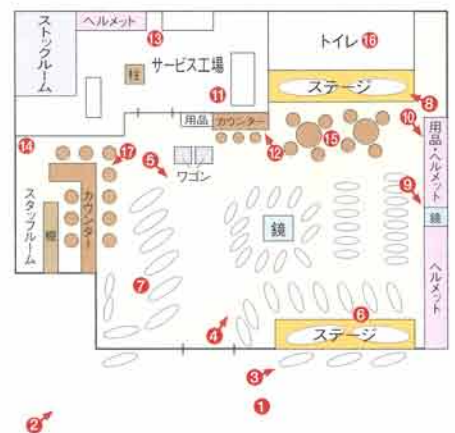 ヘルメット
⑬
トイレ ⑯
ストックルーム
サービス工場
柱
⑪
ステージ
⑧
⑩
用品
カウンター
⑮
用品・ヘルメット
⑭
⑰
⑤
ワゴン
⑫
⑨
スタッフルーム
カウンター
棚
鏡
鏡
ヘルメット
⑦
④
⑥
ステージ
③
②
①